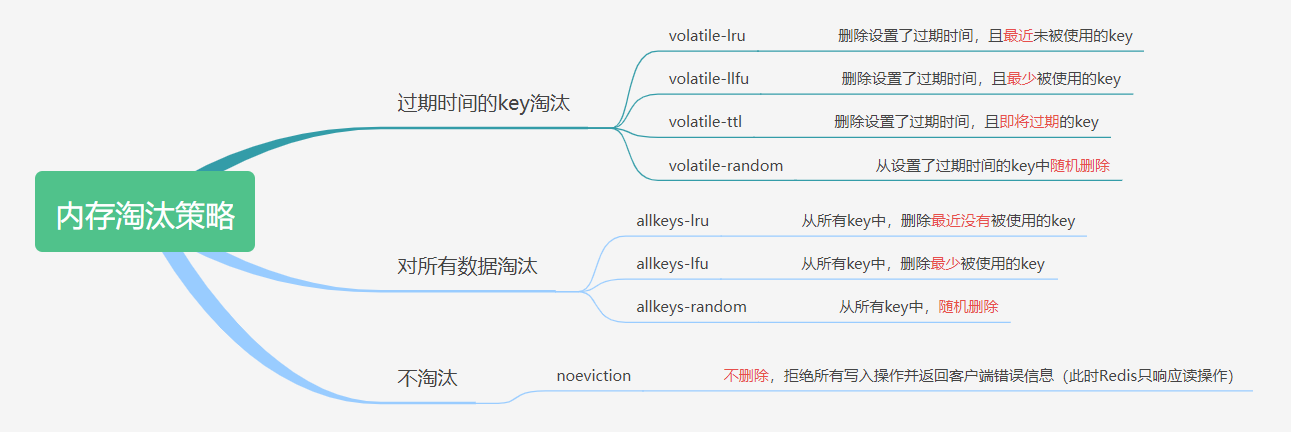 内存淘汰策略
过期时间的key淘汰
volatile-lru 删除设置了过期时间，且最近未被使用的key
volatile-llfu 删除设置了过期时间，且最少被使用的key
volatile-ttl 删除设置了过期时间，且即将过期的key
volatile-random 从设置了过期时间的key中随机删除
对所有数据淘汰
allkeys-lru 从所有key中，删除最近没有被使用的key
allkeys-lfu 从所有key中，删除最少被使用的key
allkeys-random 从所有key中，随机删除
不淘汰
noeviction 不删除，拒绝所有写入操作并返回客户端错误信息（此时Redis只响应读操作）